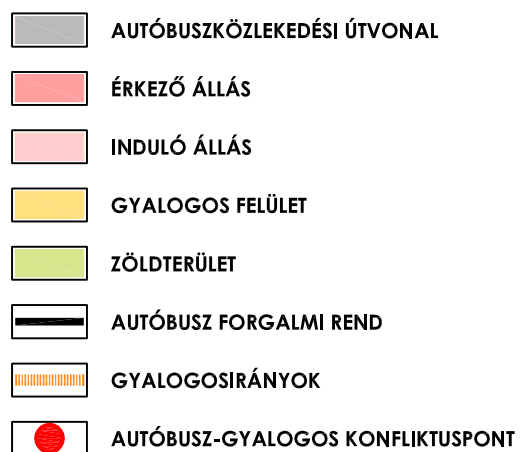 AUTÓBUSZKÖZLEKEDÉSI ÚTVONAL
ÉRKEZŐ ÁLLÁS
INDULÓ ÁLLÁS
GYALOGOS FELÜLET
ZÖLDTERÜLET
AUTÓBUSZ FORGALMI REND
GYALOGOSIRÁNYOK
AUTÓBUSZ-GYALOGOS KONFLIKTUSPONT